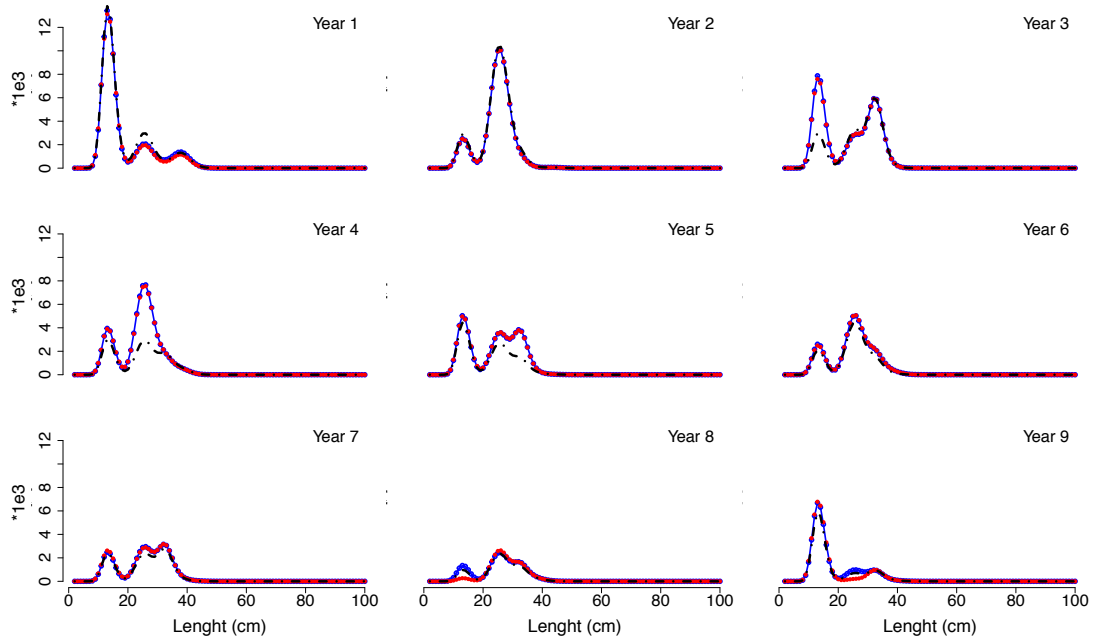 Year 1
Year 2
Year 3
*1e3
0 2 4 6 8 12
Year 4
Year 5
Year 6
*1e3
0 2 4 6 8 12
Year 7
Year 8
Year 9
*1e3
0 2 4 6 8 12
0 20 40 60 80 100
0 20 40 60 80 100
0 20 40 60 80 100
Lenght (cm)
Lenght (cm)
Lenght (cm)